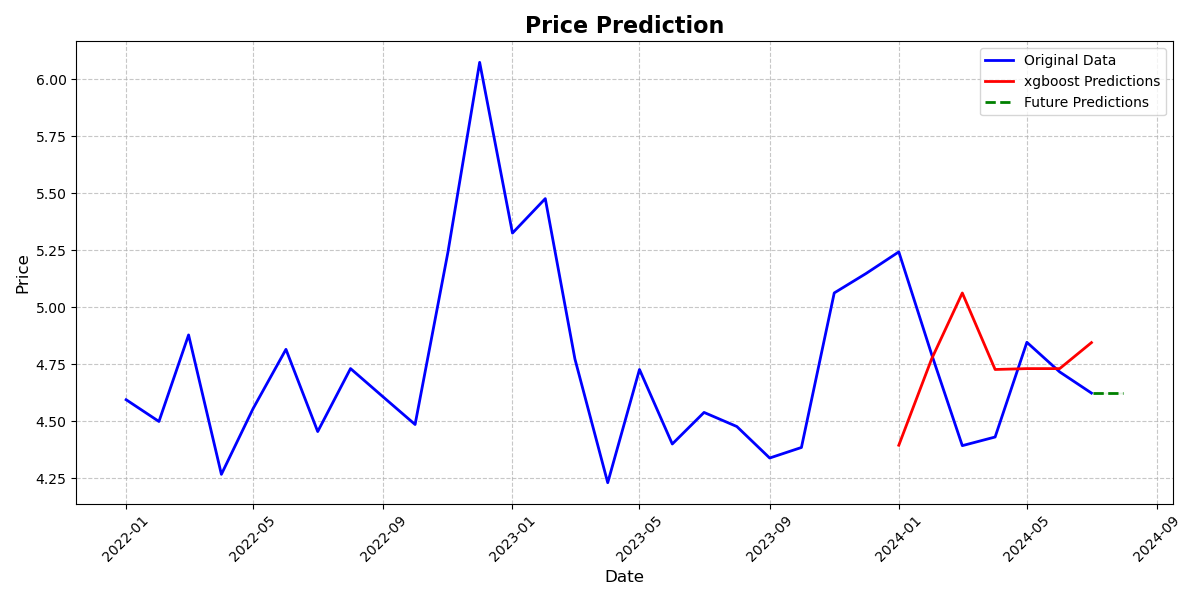 Price Prediction
Original Data
xgboost Predictions
Future Predictions
Price
6.00
5.75
5.50
5.25
5.00
4.75
4.50
4.25
2022-01
2022-05
2022-09
2023-01
2023-05
2023-09
2024-01
2024-05
2024-09
Date